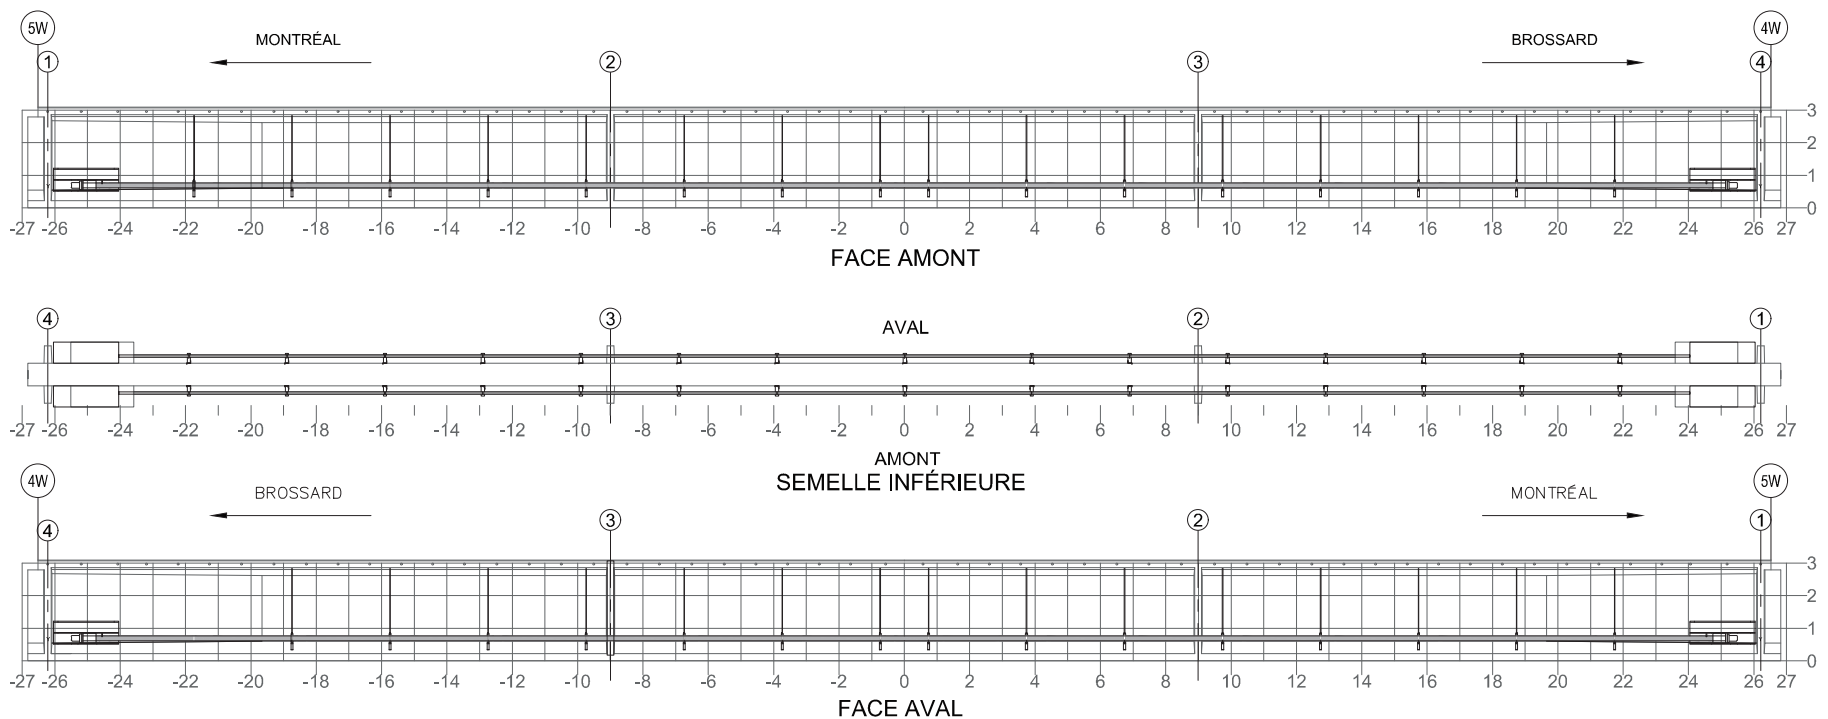 5W 4W
MONTRÉAL BROSSARD
1 2 3 4
3
2
1
0
-27 -26 -24 -22 -20 -18 -16 -14 -12 -10 -8 -6 -4 -2 0 2 4 6 8 10 12 14 16 18 20 22 24 26 27
FACE AMONT
4 3 2 1
AVAL
-27 -26 -24 -22 -20 -18 -16 -14 -12 -10 -8 -6 -4 -2 0 2 4 6 8 10 12 14 16 18 20 22 24 26 27
AMONT
SEMELLE INFÉRIEURE
4W 5W
BROSSARD MONTRÉAL
4 3 2 1
3
2
1
0
-27 -26 -24 -22 -20 -18 -16 -14 -12 -10 -8 -6 -4 -2 0 2 4 6 8 10 12 14 16 18 20 22 24 26 27
FACE AVAL